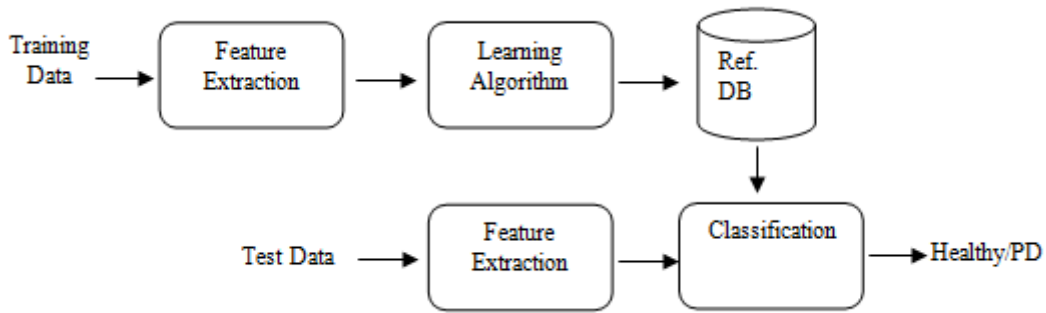 Training
Data
Feature
Extraction
Learning
Algorithm
Ref.
DB
Test Data
Feature
Extraction
Classification
Healthy/PD